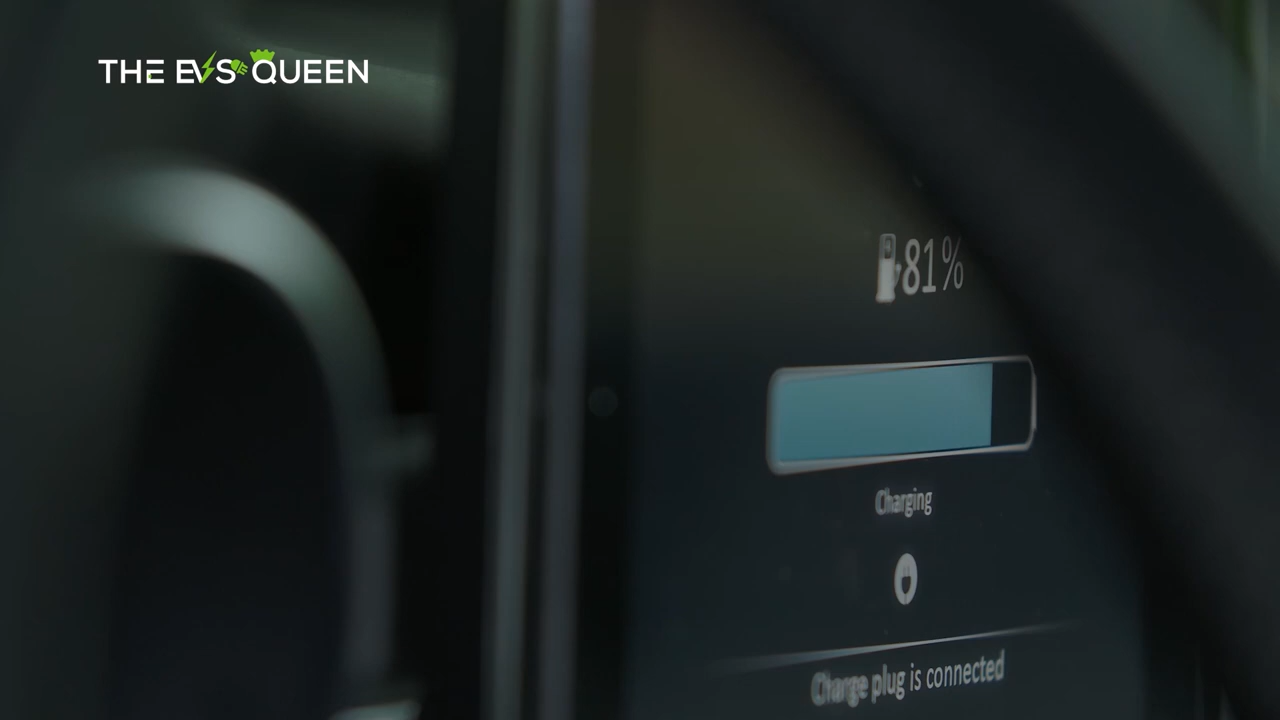 THE EVS QUEEN
81%
Charging
Charge plug is connected